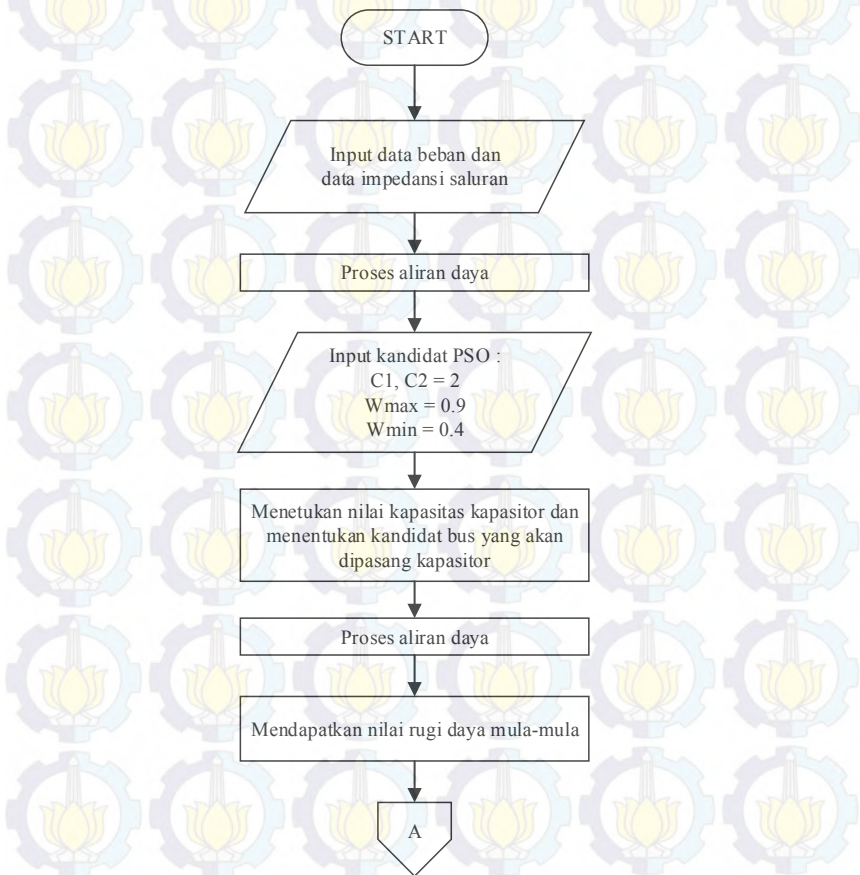 START
Input data beban dan
data impedansi saluran
Proses aliran daya
Input kandidat PSO :
C1, C2 = 2
Wmax = 0.9
Wmin = 0.4
Menetukan nilai kapasitas kapasitor dan
menentukan kandidat bus yang akan
dipasang kapasitor
Proses aliran daya
Mendapatkan nilai rugi daya mula-mula
A